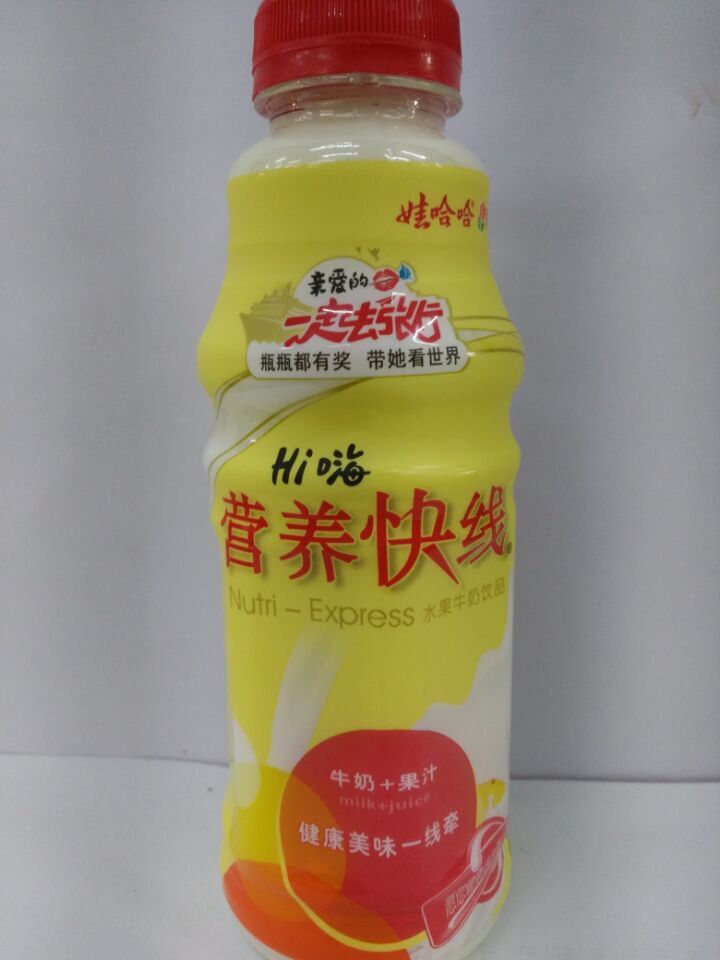 娃哈哈
亲爱的
一定去旅行
瓶瓶都有奖 带她看世界
Hi嗨
营养快线
Nutri - Express 水果牛奶饮品
牛奶+果汁
milk+juice
健康美味一线牵